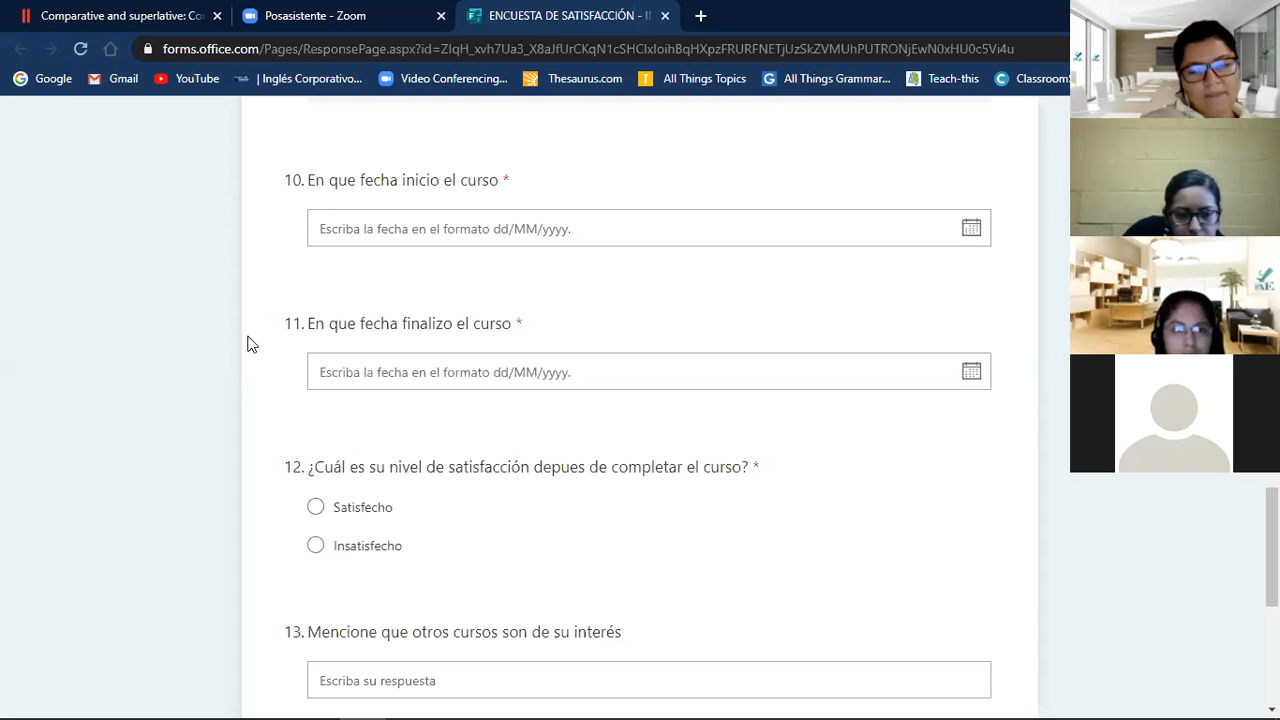 Comparative and superlative: Co
Posasistente - Zoom
ENCUESTA DE SATISFACCIÓN - I
forms.office.com/Pages/ResponsePage.aspx?id=ZIqH_xvh7Ua3_X8aJfUrCKqN1cSHCIxIoihBqHXpzFRURFNETjUzSkZVMUhPUTRONjEwN0xHU0c5Vi4u
Google
Gmail
YouTube
| Inglés Corporativo...
Video Conferencing...
Thesaurus.com
All Things Topics
All Things Grammar...
Teach-this
ClassroomS
10. En que fecha inicio el curso *
Escriba la fecha en el formato dd/MM/yyyy.
11. En que fecha finalizo el curso *
Escriba la fecha en el formato dd/MM/yyyy.
12. ¿Cuál es su nivel de satisfacción depues de completar el curso? *
Satisfecho
Insatisfecho
13. Mencione que otros cursos son de su interés
Escriba su respuesta